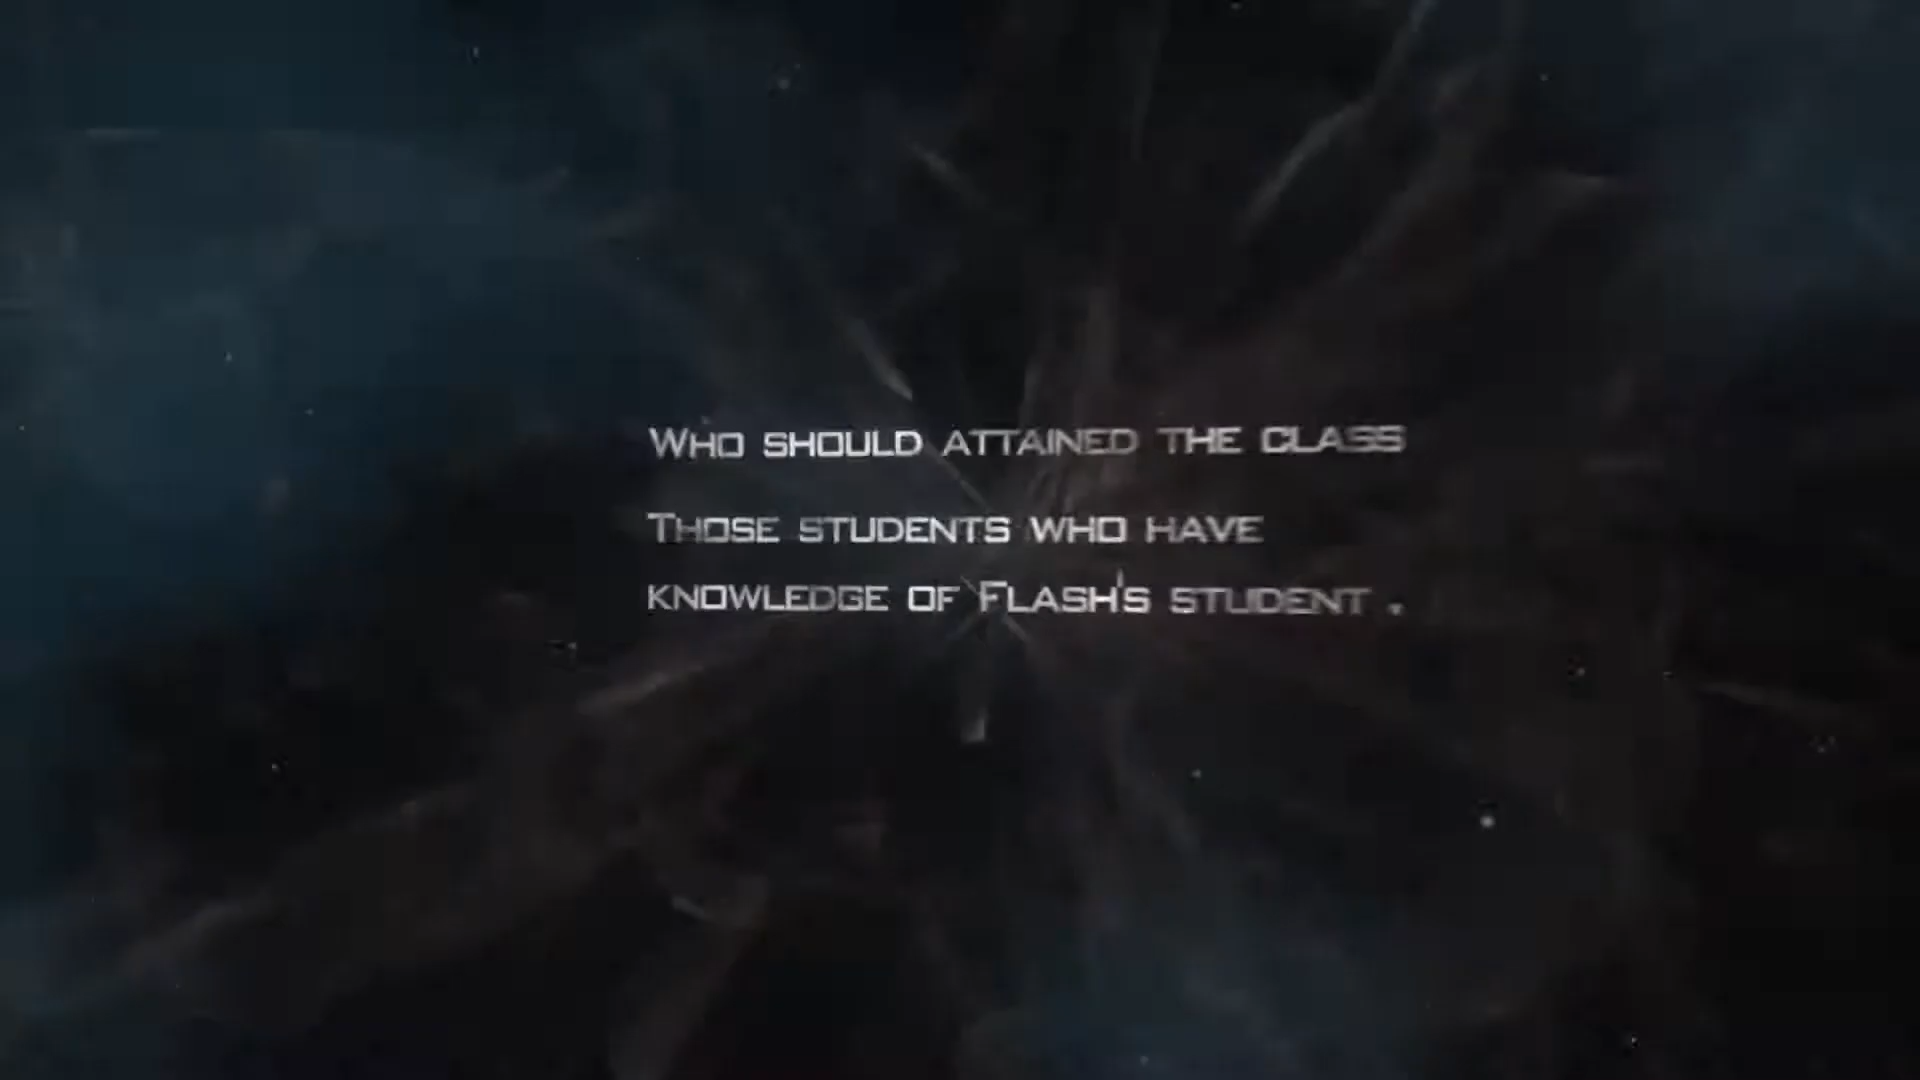 Who should attained the class
Those students who have
knowledge of Flash's student .